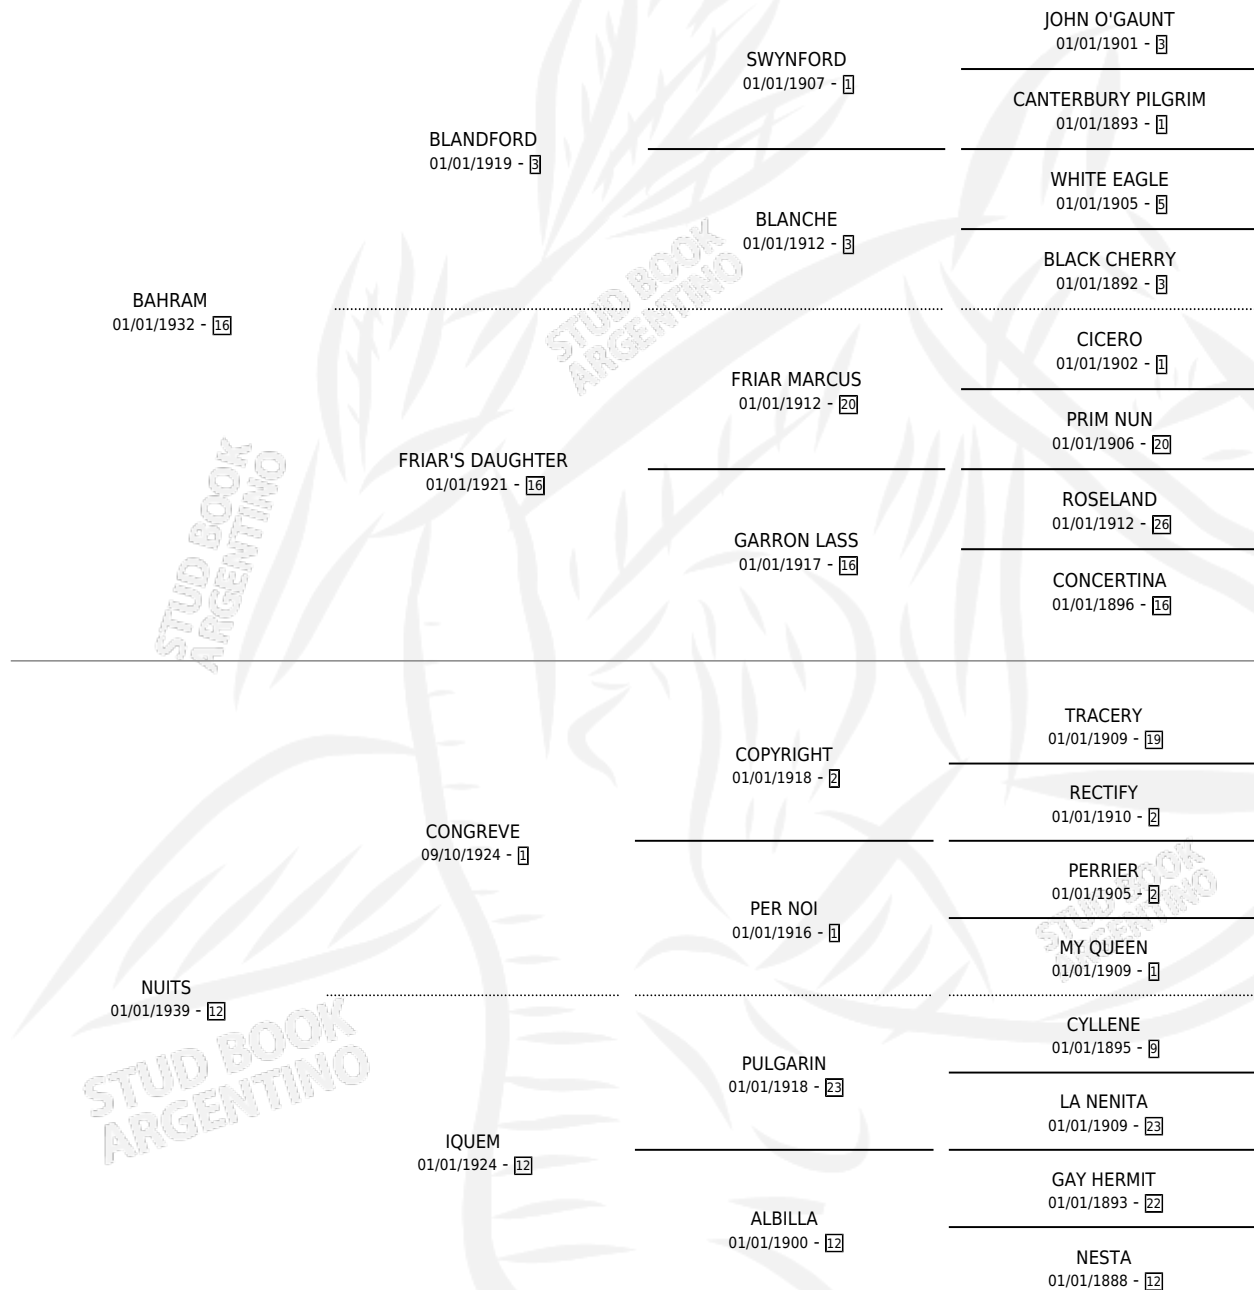 BAHRAM
01/01/1932 - 16
BLANDFORD
01/01/1919 - 3
FRIAR'S DAUGHTER
01/01/1921 - 16
SWYNFORD
01/01/1907 - 1
BLANCHE
01/01/1912 - 3
FRIAR MARCUS
01/01/1912 - 20
GARRON LASS
01/01/1917 - 16
JOHN O'GAUNT
01/01/1901 - 3
CANTERBURY PILGRIM
01/01/1893 - 1
WHITE EAGLE
01/01/1905 - 5
BLACK CHERRY
01/01/1892 - 3
CICERO
01/01/1902 - 1
PRIM NUN
01/01/1906 - 20
ROSELAND
01/01/1912 - 26
CONCERTINA
01/01/1896 - 16
NUITS
01/01/1939 - 12
CONGREVE
09/10/1924 - 1
IQUEM
01/01/1924 - 12
COPYRIGHT
01/01/1918 - 2
PER NOI
01/01/1916 - 1
PULGARIN
01/01/1918 - 23
ALBILLA
01/01/1900 - 12
TRACERY
01/01/1909 - 19
RECTIFY
01/01/1910 - 2
PERRIER
01/01/1905 - 2
MY QUEEN
01/01/1909 - 1
CYLLENE
01/01/1895 - 9
LA NENITA
01/01/1909 - 23
GAY HERMIT
01/01/1893 - 22
NESTA
01/01/1888 - 12
STUD BOOK
ARGENTINO
STUD BOOK
ARGENTINO
STUD BOOK
ARGENTINO
STUD BOOK
ARGENTINO